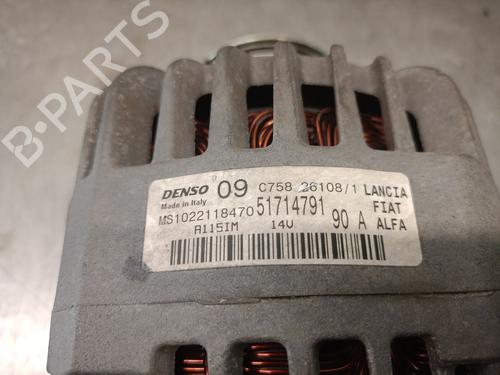 B-PARTS
DENSO 09 C758 26108/1 LANCIA
Made in Italy FIAT
MS1022118470 51714791 90 A ALFA
A115IM 14V